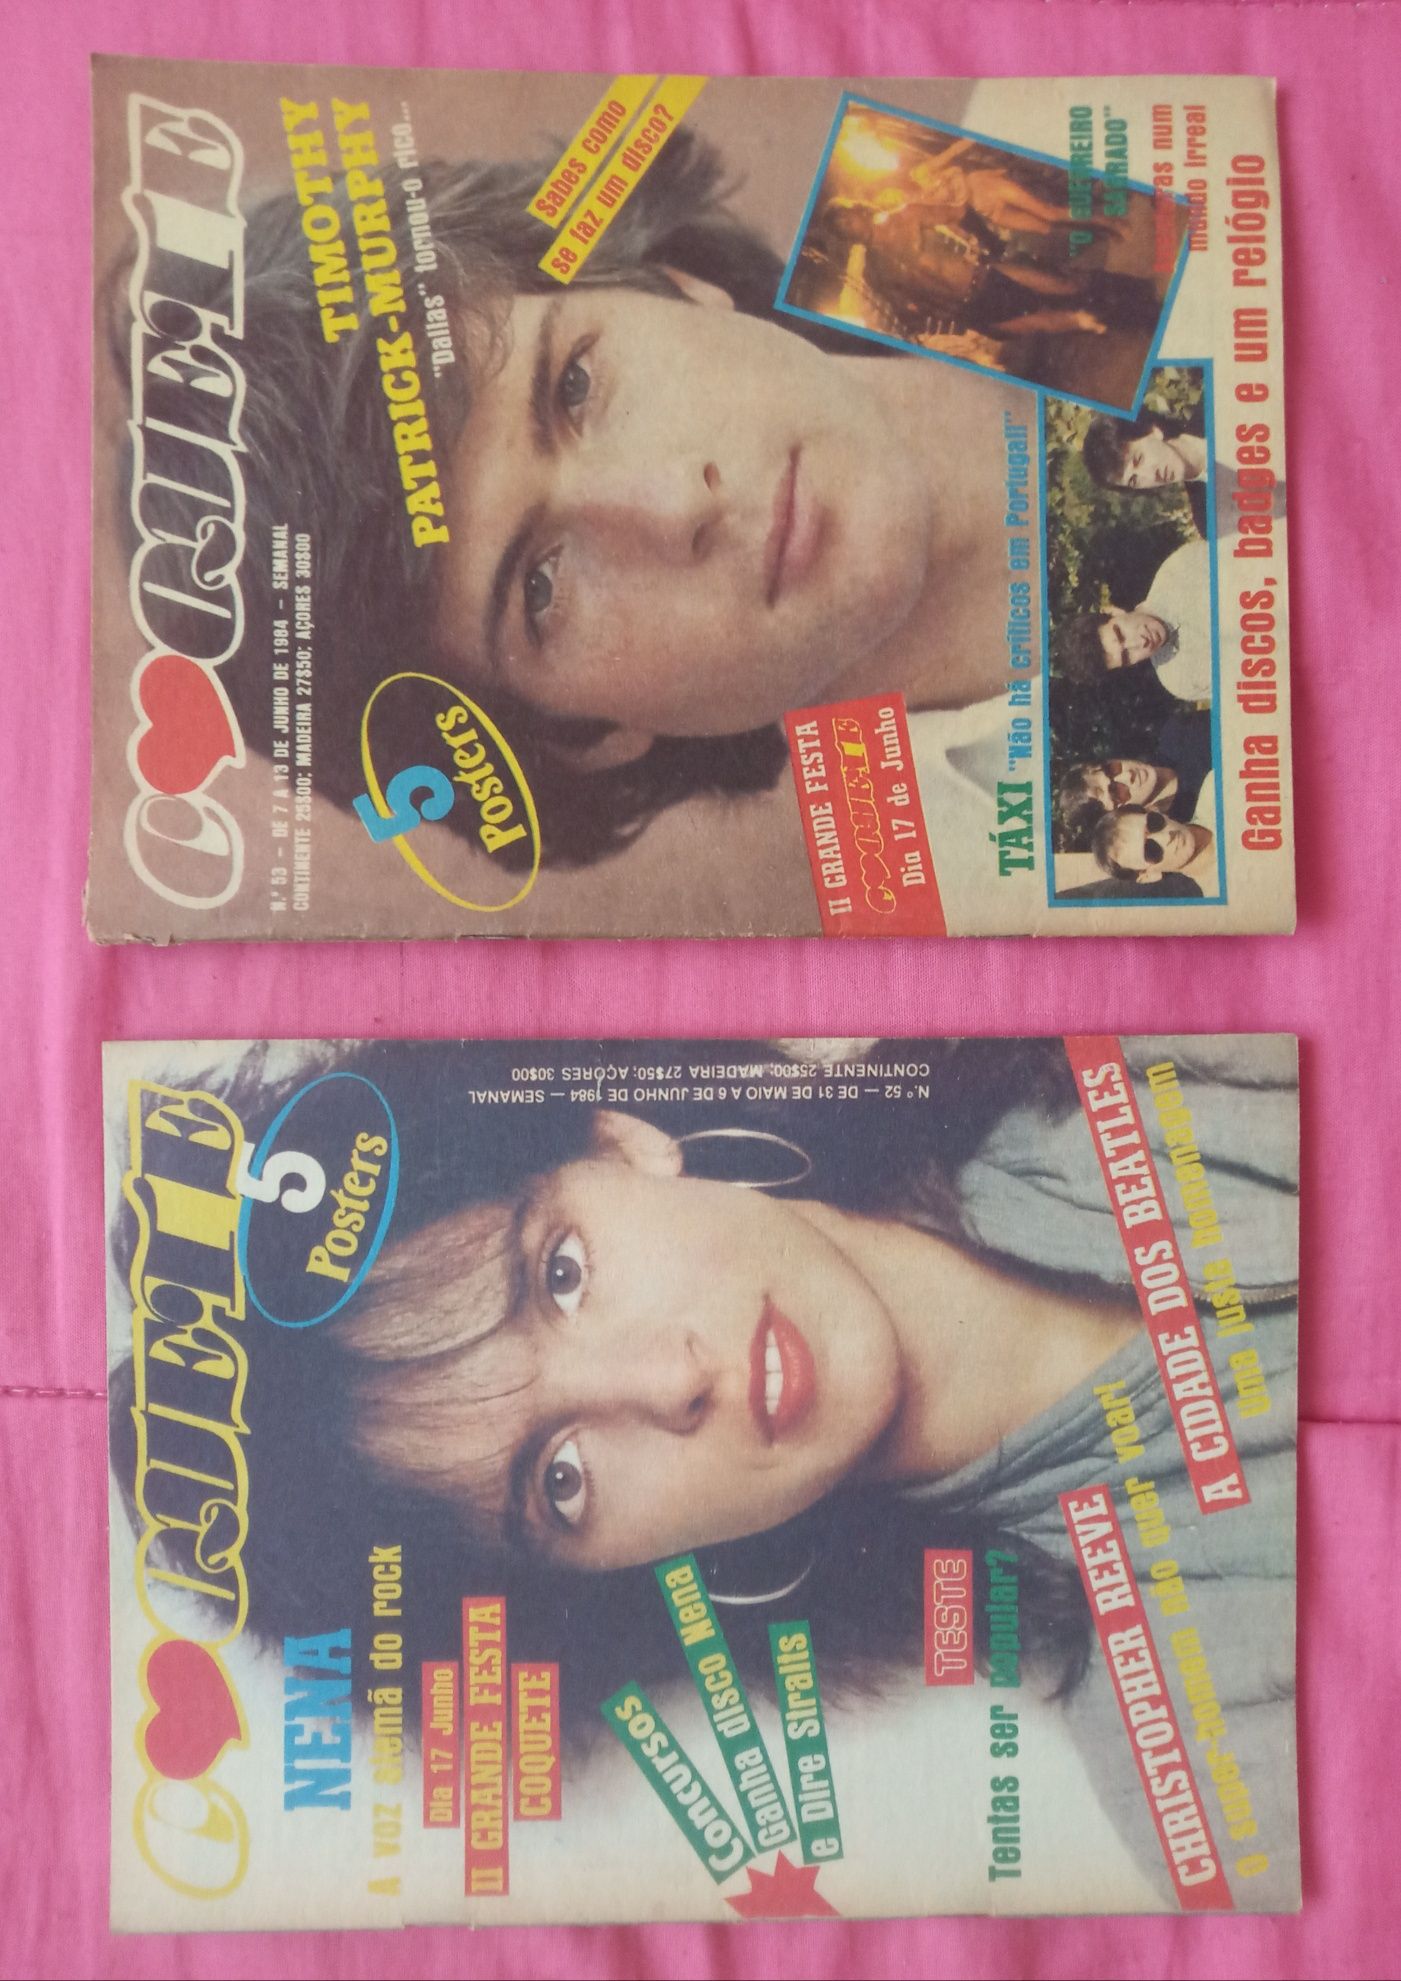 COQUETE
NENA
A voz alemã do rock
Dia 17 Junho
II GRANDE FESTA
COQUETE
5
Posters
N.º 52 — DE 31 DE MAIO A 6 DE JUNHO DE 1984 — SEMANAL
CONTINENTE 25$00; MADEIRA 27$50; AÇORES 30$00
Concursos
Ganha disco Nena
e Dire Straits
TESTE
Tentas ser popular?
CHRISTOPHER REEVE
O super-homem não quer voar!
A CIDADE DOS BEATLES
Uma justa homenagem
COQUETE
N.º 53 – DE 7 A 13 DE JUNHO DE 1984 – SEMANAL
CONTINENTE 25$00; MADEIRA 27$50; AÇORES 30$00
TIMOTHY
PATRICK-MURPHY
"Dallas" tornou-o rico...
5
Posters
Sabes como
se faz um disco?
II GRANDE FESTA
COQUETE
Dia 17 de Junho
TÁXI "Não há críticos em Portugal!"
"O GUERREIRO
SAGRADO"
num
mundo irreal
Ganha discos, badges e um relógio